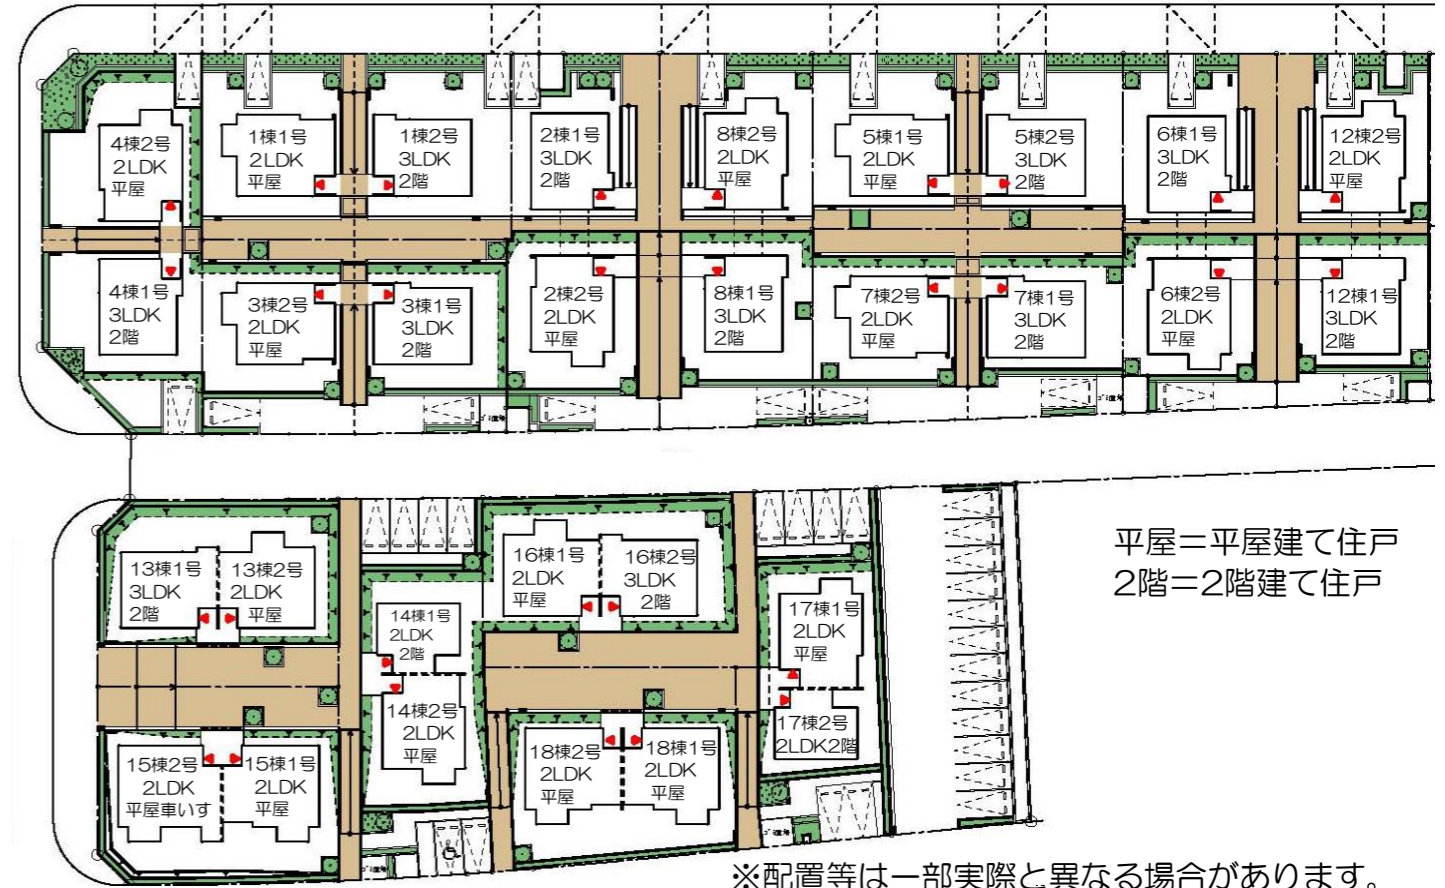 4棟2号
2LDK
平屋
1棟1号
2LDK
平屋
1棟2号
3LDK
2階
2棟1号
3LDK
2階
8棟2号
2LDK
平屋
5棟1号
2LDK
平屋
5棟2号
3LDK
2階
6棟1号
3LDK
2階
12棟2号
2LDK
平屋
4棟1号
3LDK
2階
3棟2号
2LDK
平屋
3棟1号
3LDK
2階
2棟2号
2LDK
平屋
8棟1号
3LDK
2階
7棟2号
2LDK
平屋
7棟1号
3LDK
2階
6棟2号
2LDK
平屋
12棟1号
3LDK
2階
13棟1号
3LDK
2階
13棟2号
2LDK
平屋
14棟1号
2LDK
2階
16棟1号
2LDK
平屋
16棟2号
3LDK
2階
17棟1号
2LDK
平屋
平屋=平屋建て住戸
2階=2階建て住戸
15棟2号
2LDK
平屋車いす
15棟1号
2LDK
平屋
14棟2号
2LDK
平屋
18棟2号
2LDK
平屋
18棟1号
2LDK
平屋
17棟2号
2LDK2階
※配置等は一部実際と異なる場合があります。